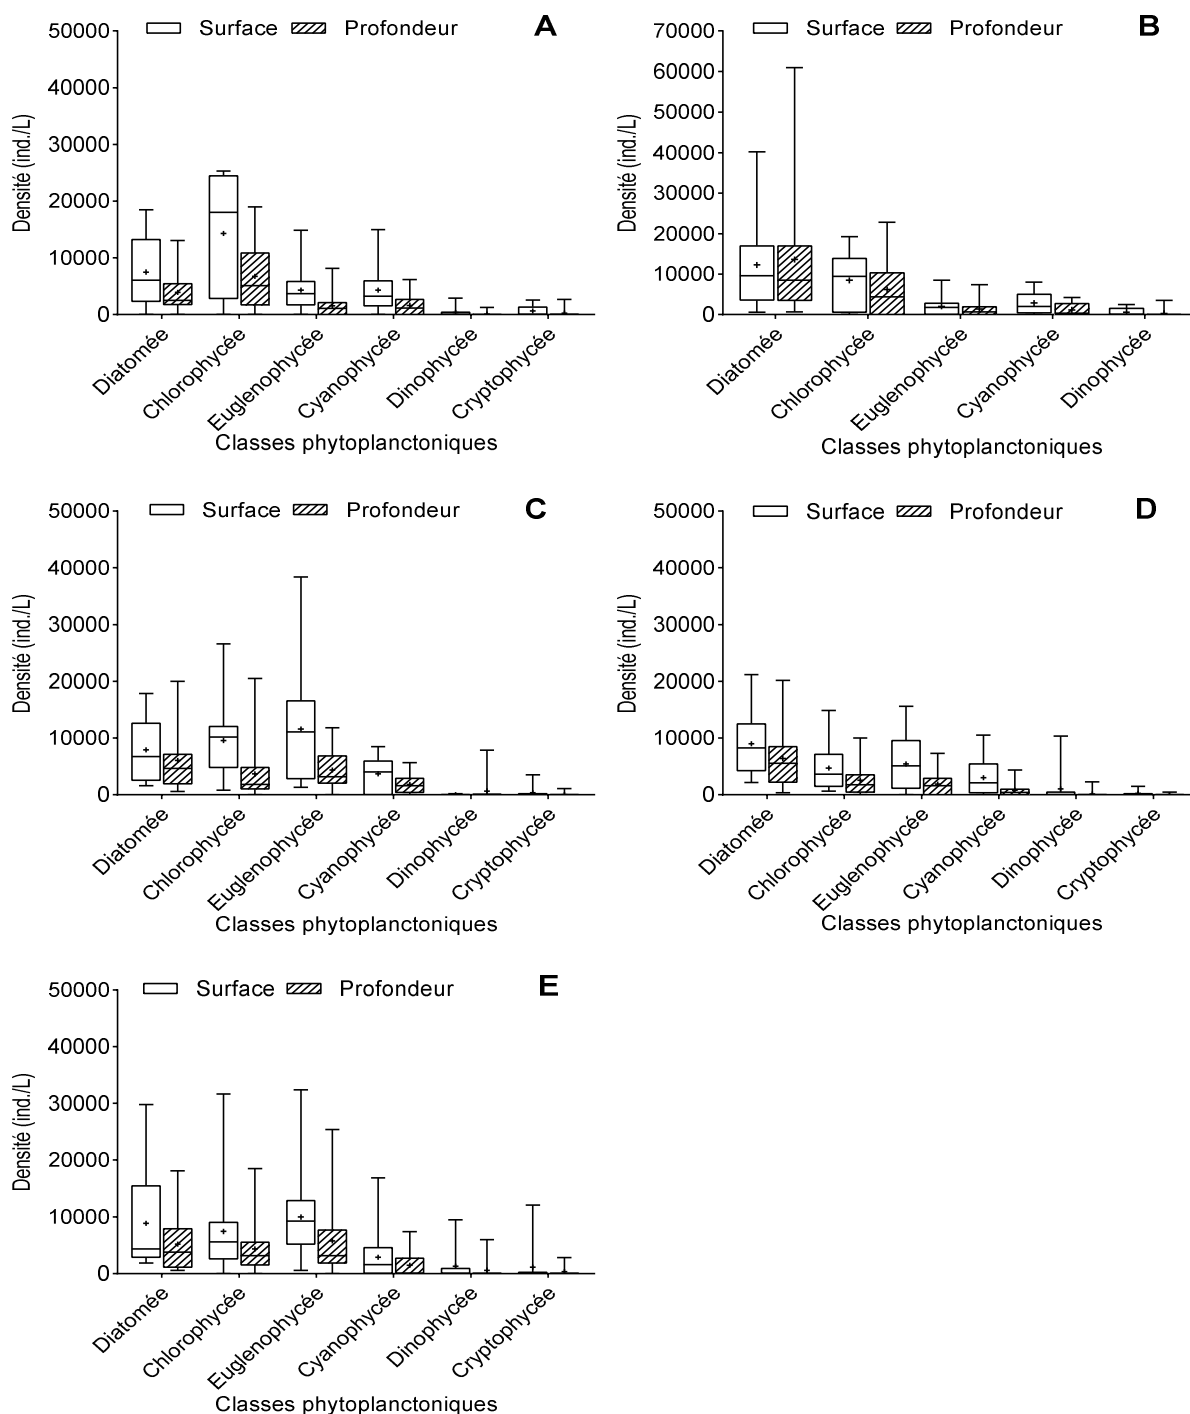 Surface Profondeur A
50000
40000
30000
20000
10000
0
Densité (ind./L)
Diatomée
Chlorophycée
Euglenophycée
Cyanophycée
Dinophycée
Cryptophycée
Classes phytoplanctoniques
Surface Profondeur B
70000
60000
50000
40000
30000
20000
10000
0
Densité (ind./L)
Diatomée
Chlorophycée
Euglenophycée
Cyanophycée
Dinophycée
Classes phytoplanctoniques
Surface Profondeur C
50000
40000
30000
20000
10000
0
Densité (ind./L)
Diatomée
Chlorophycée
Euglenophycée
Cyanophycée
Dinophycée
Cryptophycée
Classes phytoplanctoniques
Surface Profondeur D
50000
40000
30000
20000
10000
0
Densité (ind./L)
Diatomée
Chlorophycée
Euglenophycée
Cyanophycée
Dinophycée
Cryptophycée
Classes phytoplanctoniques
Surface Profondeur E
50000
40000
30000
20000
10000
0
Densité (ind./L)
Diatomée
Chlorophycée
Euglenophycée
Cyanophycée
Dinophycée
Cryptophycée
Classes phytoplanctoniques